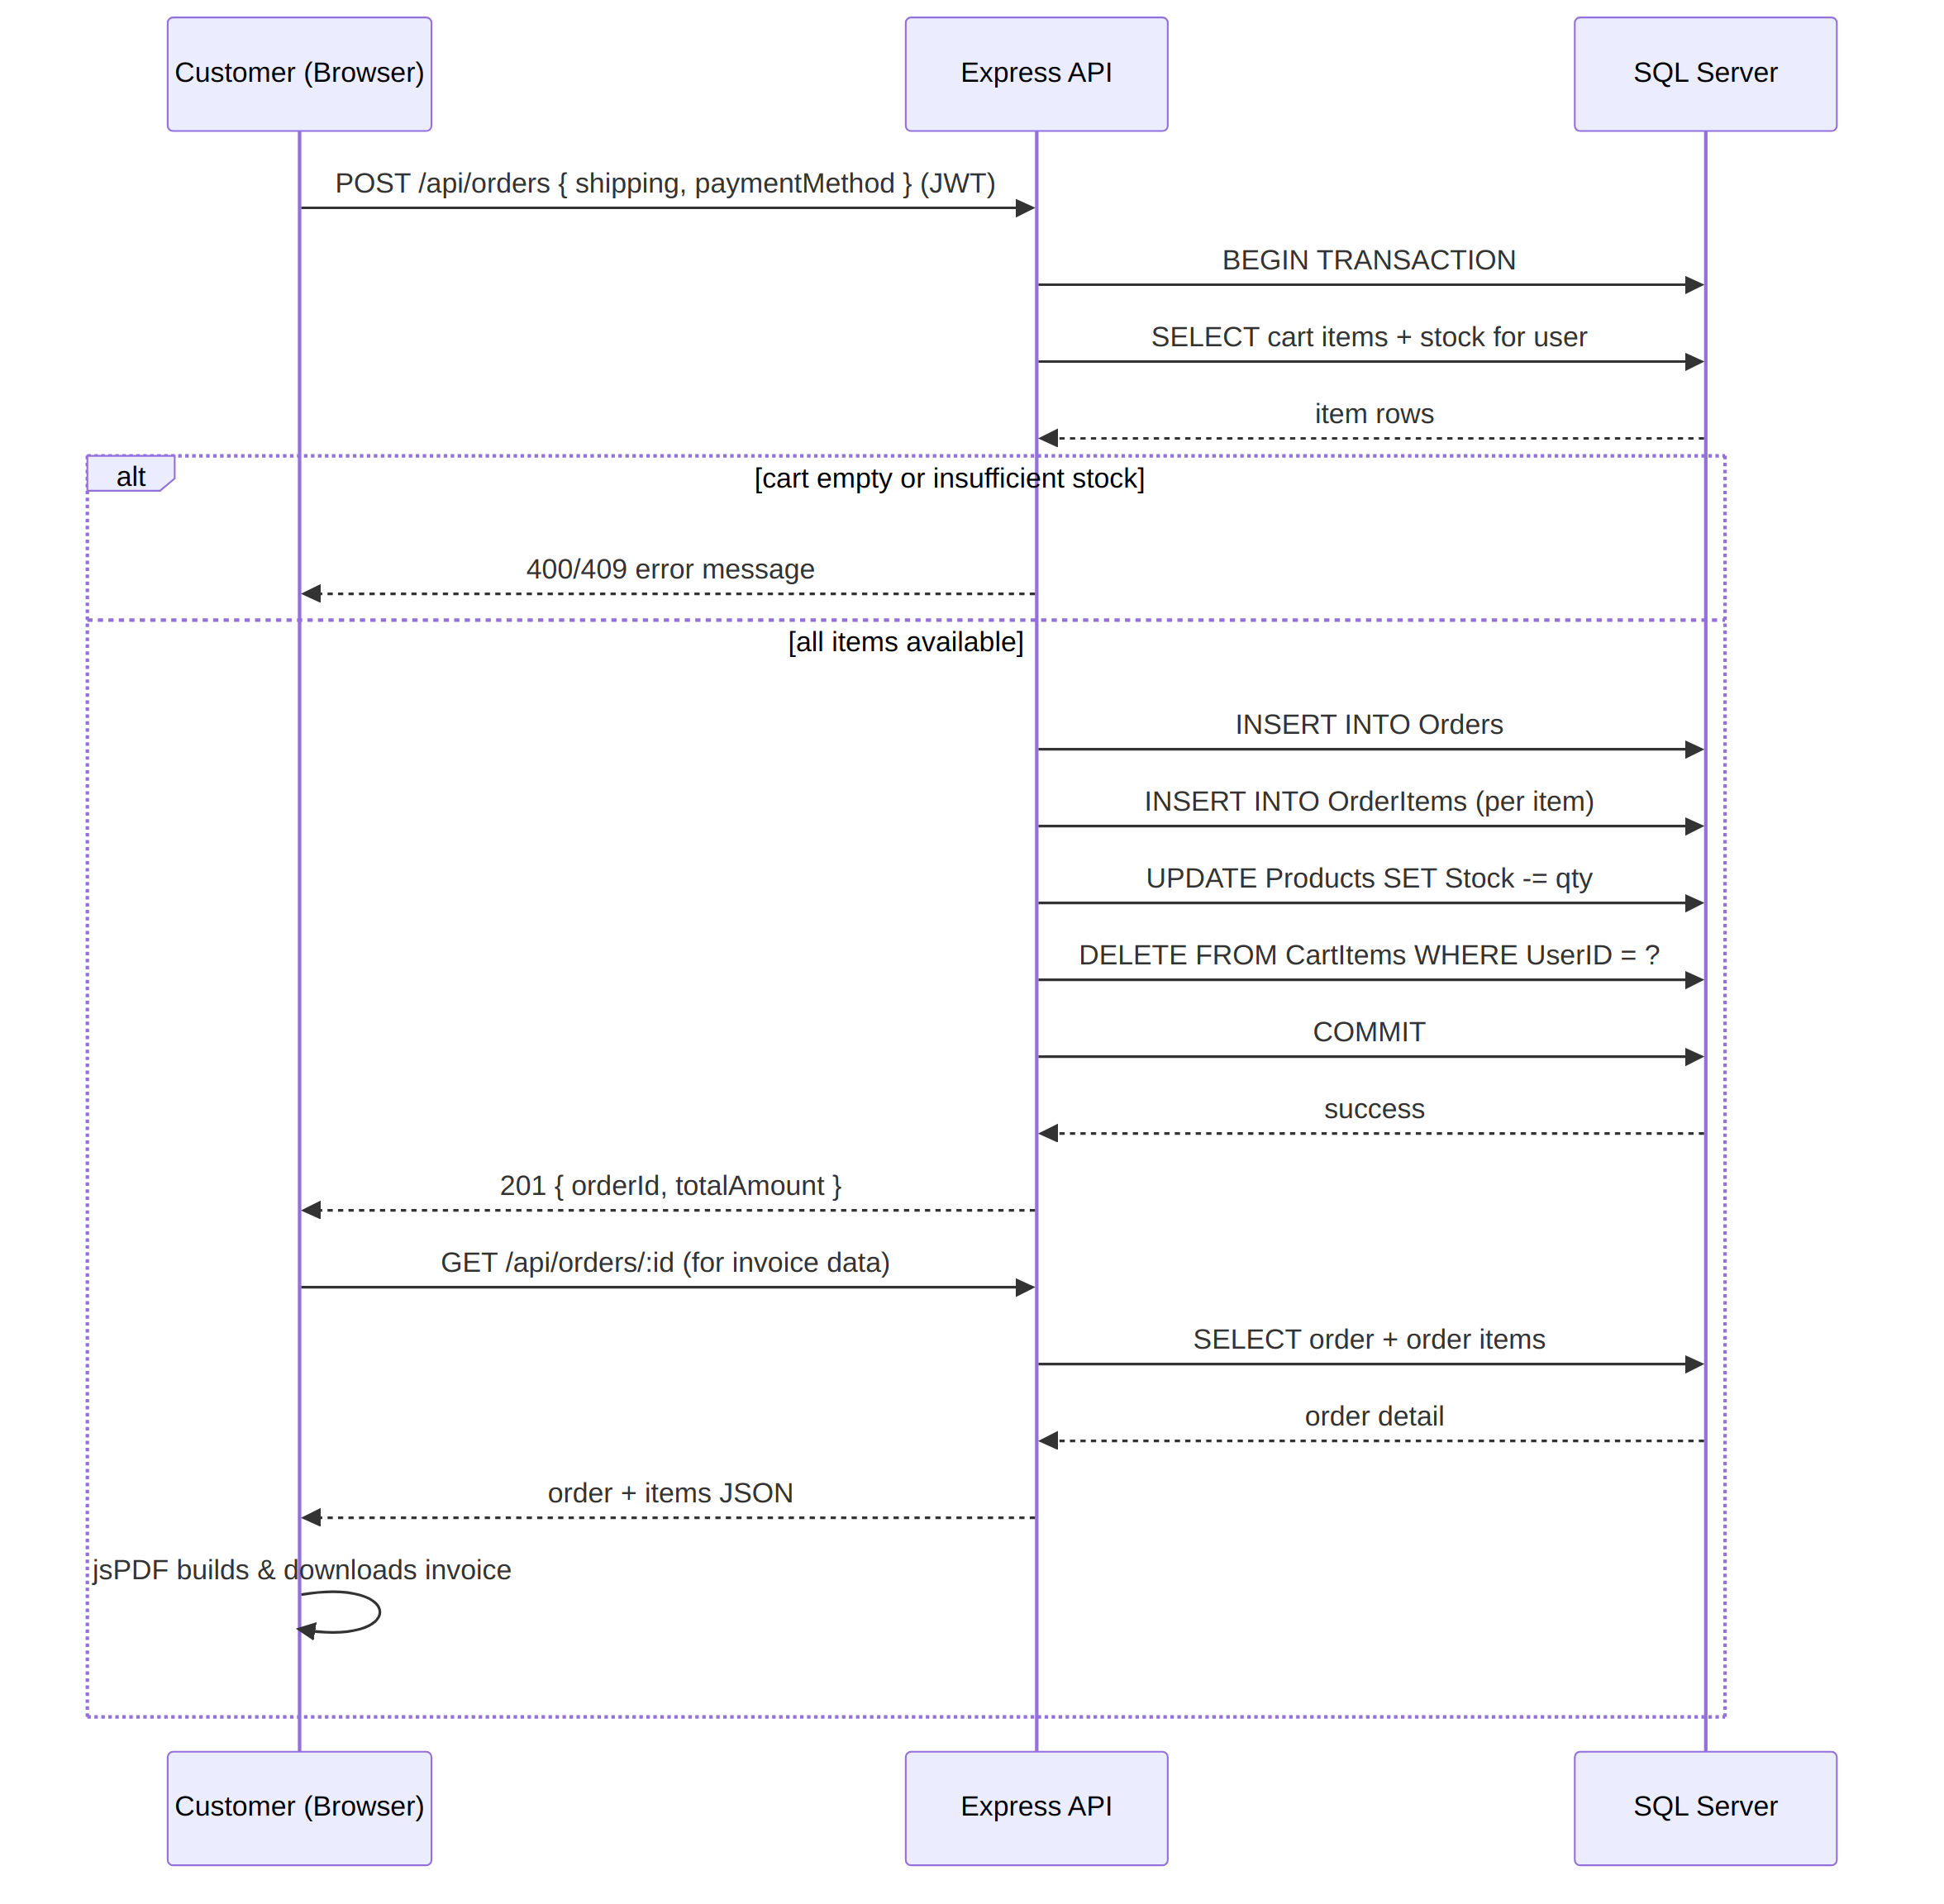 Customer (Browser)
Express API
SQL Server
POST /api/orders { shipping, paymentMethod } (JWT)
BEGIN TRANSACTION
SELECT cart items + stock for user
item rows
alt
[cart empty or insufficient stock]
400/409 error message
[all items available]
INSERT INTO Orders
INSERT INTO OrderItems (per item)
UPDATE Products SET Stock -= qty
DELETE FROM CartItems WHERE UserID = ?
COMMIT
success
201 { orderId, totalAmount }
GET /api/orders/:id (for invoice data)
SELECT order + order items
order detail
order + items JSON
jsPDF builds & downloads invoice
Customer (Browser)
Express API
SQL Server